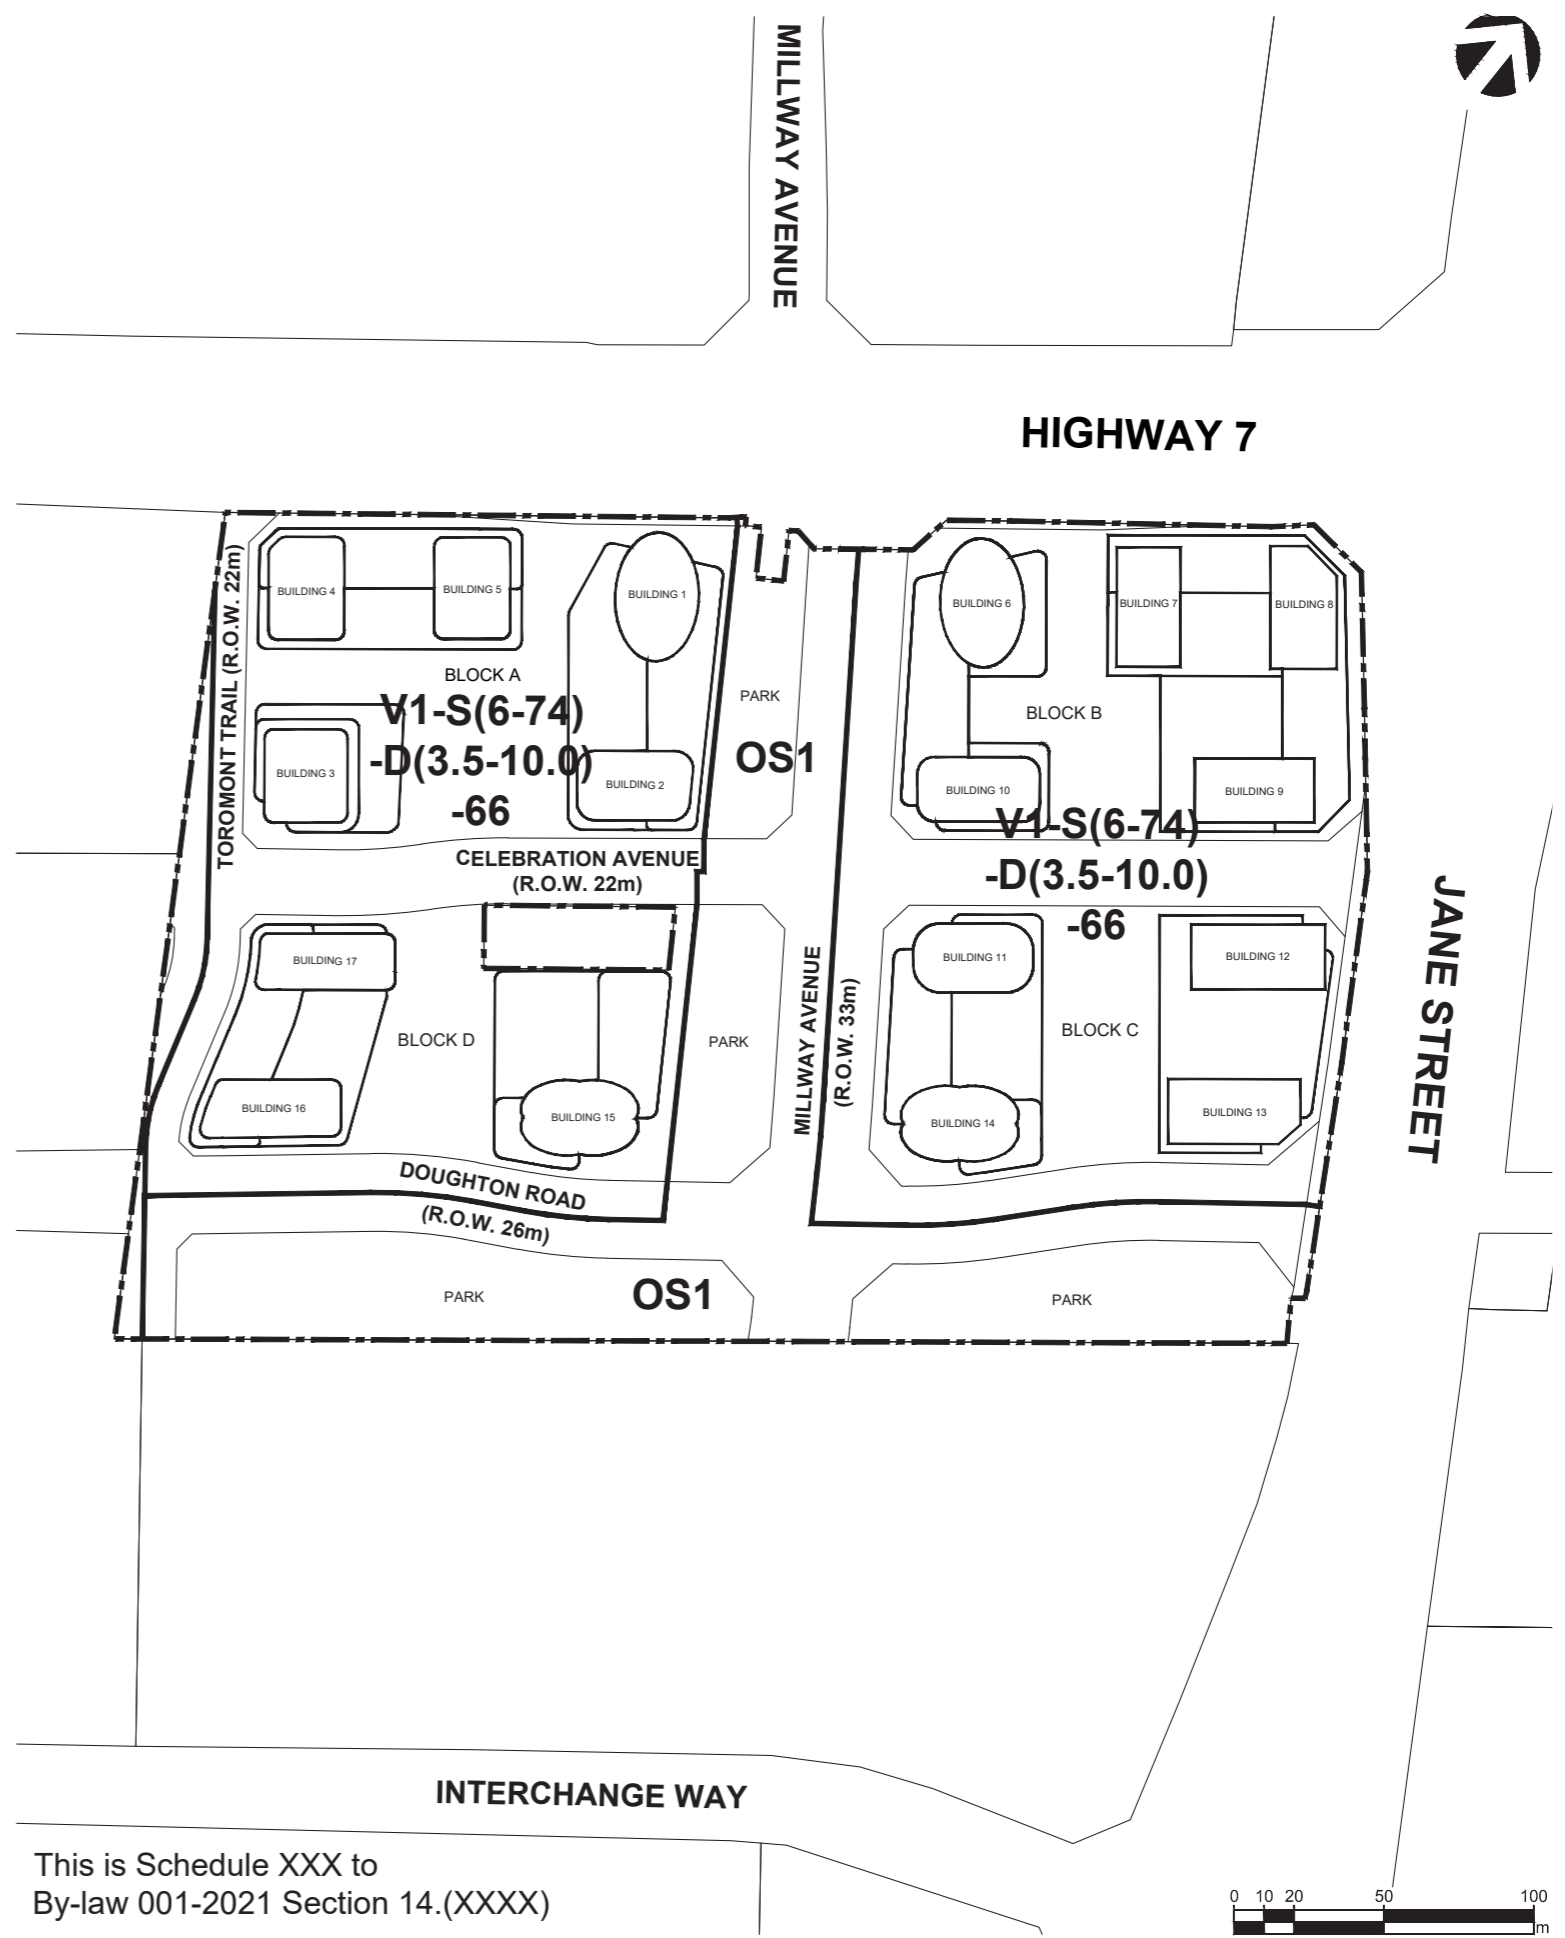 MILLWAY AVENUE
HIGHWAY 7
TOROMONT TRAIL (R.O.W. 22m)
BUILDING 4
BUILDING 5
BUILDING 1
BUILDING 6
BUILDING 7
BUILDING 8
BLOCK A
V1-S(6-74)
-D(3.5-10.0)
-66
BUILDING 3
BUILDING 2
PARK
OS1
BLOCK B
BUILDING 10
BUILDING 9
V1-S(6-74)
-D(3.5-10.0)
-66
CELEBRATION AVENUE
(R.O.W. 22m)
JANE STREET
BUILDING 17
BLOCK D
BUILDING 16
BUILDING 15
PARK
MILLWAY AVENUE
(R.O.W. 33m)
BUILDING 11
BUILDING 12
BLOCK C
BUILDING 14
BUILDING 13
DOUGHTON ROAD
(R.O.W. 26m)
PARK
OS1
PARK
INTERCHANGE WAY
This is Schedule XXX to
By-law 001-2021 Section 14.(XXXX)
0 10 20 50 100
m